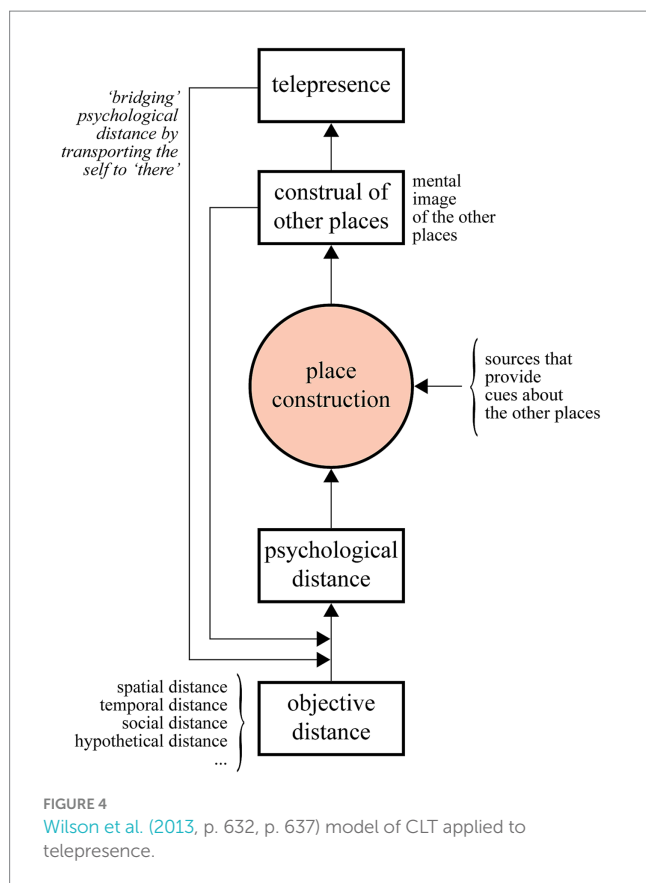 telepresence
'bridging'
psychological
distance by
transporting the
self to 'there'
construal of
other places
mental
image
of the other
places
place
construction
sources that
provide
cues about
the other places
psychological
distance
spatial distance
temporal distance
social distance
hypothetical distance
...
objective
distance
FIGURE 4
Wilson et al. (2013, p. 632, p. 637) model of CLT applied to
telepresence.